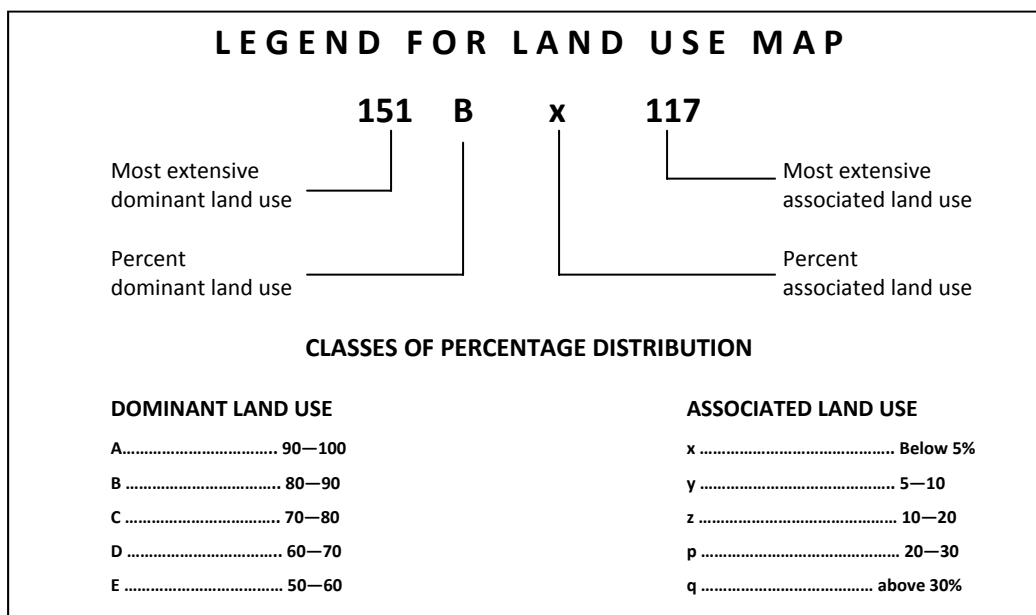 LEGEND FOR LAND USE MAP
151 B x 117
Most extensive
dominant land use
Most extensive
associated land use
Percent
dominant land use
Percent
associated land use
CLASSES OF PERCENTAGE DISTRIBUTION
DOMINANT LAND USE
A…………………………….. 90—100
B …………………………….. 80—90
C …………………………….. 70—80
D …………………………….. 60—70
E ……………………………… 50—60
ASSOCIATED LAND USE
x …………………………………….. Below 5%
y …………………………………….. 5—10
z ……………………………………… 10—20
p ……………………………………… 20—30
q ………………………………… above 30%